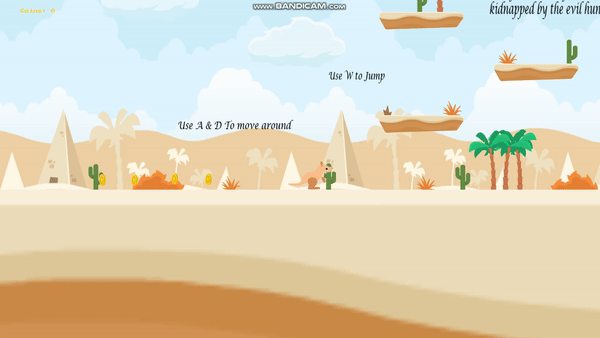 WWW.BANDICAM.COM
kidnapped by the evil hun
Use W to Jump
Use A & D To move around